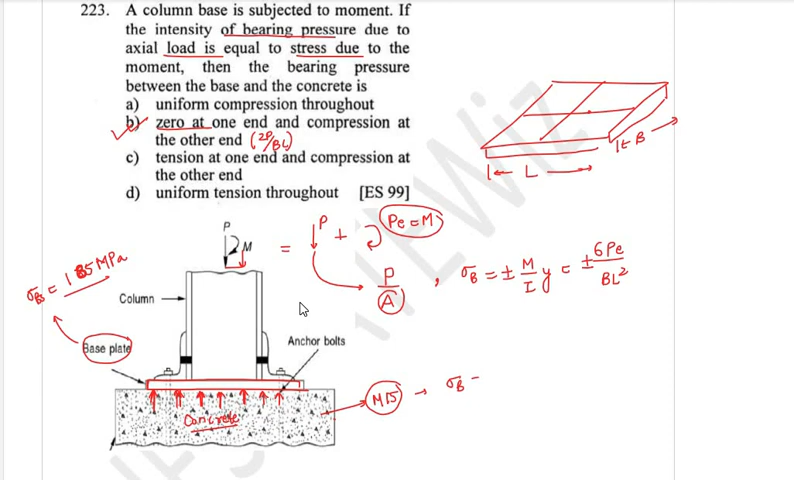 223. A column base is subjected to moment. If
the intensity of bearing pressure due to
axial load is equal to stress due to the
moment, then the bearing pressure
between the base and the concrete is
a) uniform compression throughout
b) zero at one end and compression at
the other end (2P/BL)
c) tension at one end and compression at
the other end
d) uniform tension throughout [ES 99]
L
B
P
M
= P + Pe = M
P/A , σB = ± M/I y = ± 6Pe/BL²
Column
Base plate
Anchor bolts
Concrete
M15 → σB -